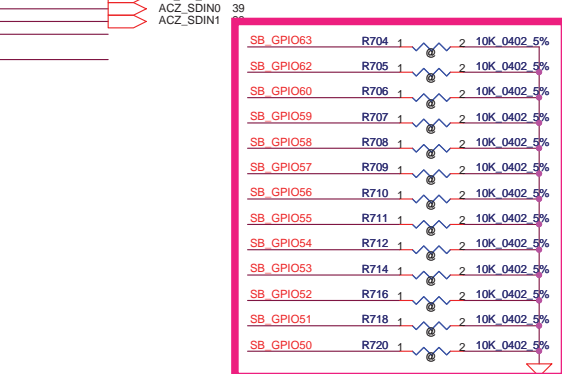 ACZ_SDIN0 39
ACZ_SDIN1
SB_GPIO63 R704 1 @ 2 10K_0402_5%
SB_GPIO62 R705 1 @ 2 10K_0402_5%
SB_GPIO60 R706 1 @ 2 10K_0402_5%
SB_GPIO59 R707 1 @ 2 10K_0402_5%
SB_GPIO58 R708 1 @ 2 10K_0402_5%
SB_GPIO57 R709 1 @ 2 10K_0402_5%
SB_GPIO56 R710 1 @ 2 10K_0402_5%
SB_GPIO55 R711 1 @ 2 10K_0402_5%
SB_GPIO54 R712 1 @ 2 10K_0402_5%
SB_GPIO53 R714 1 @ 2 10K_0402_5%
SB_GPIO52 R716 1 @ 2 10K_0402_5%
SB_GPIO51 R718 1 @ 2 10K_0402_5%
SB_GPIO50 R720 1 @ 2 10K_0402_5%